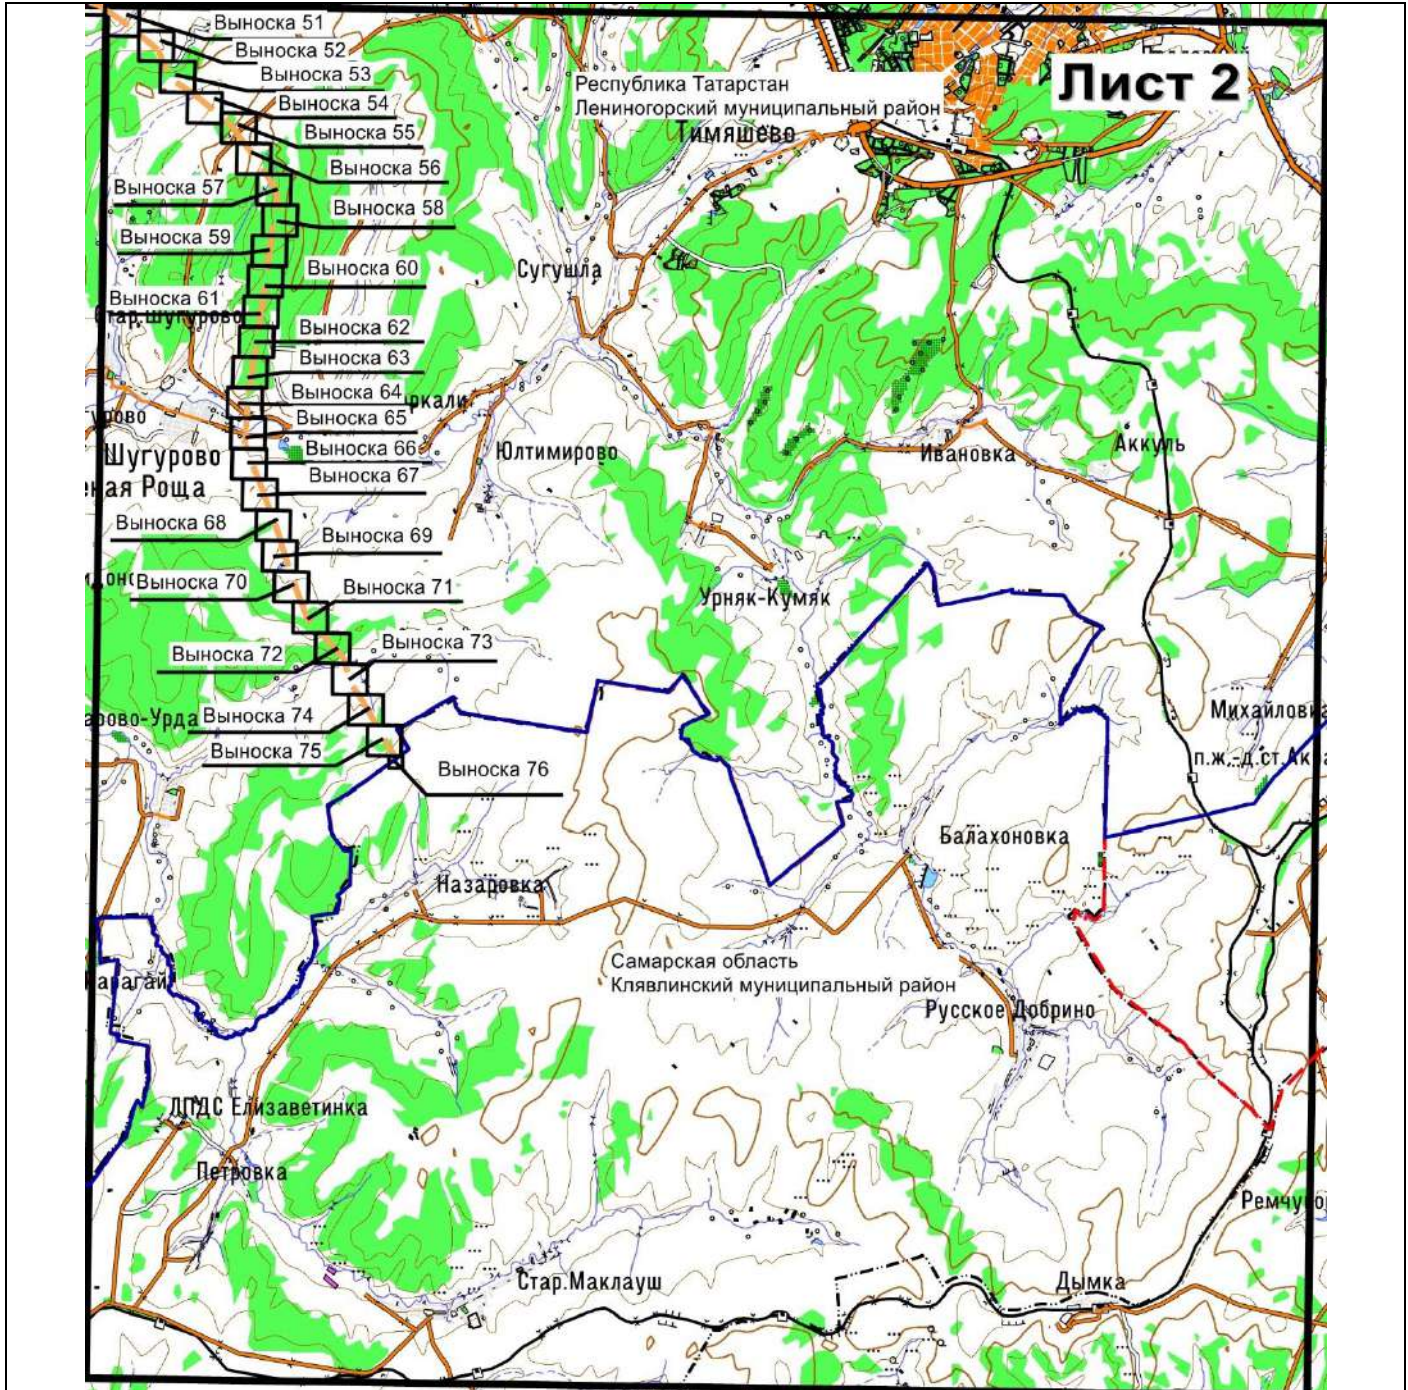 Выноска 51
Выноска 52
Выноска 53
Выноска 54
Выноска 55
Выноска 56
Выноска 57
Выноска 58
Выноска 59
Выноска 60
Выноска 61
Выноска 62
Выноска 63
Выноска 64
Выноска 65
Выноска 66
Выноска 67
Выноска 68
Выноска 69
Выноска 70
Выноска 71
Выноска 72
Выноска 73
Выноска 74
Выноска 75
Выноска 76
Республика Татарстан
Лениногорский муниципальный район
Лист 2
Тимяшево
Сугушла
Шугурово
Роща
Юлтимирово
Ивановка
Аккуль
Урняк-Кумяк
Михайловка
п.ж.-д.ст.
Балахоновка
Назаровка
Самарская область
Клявлинский муниципальный район
Русское Добрино
ЛПДС Елизаветинка
Петровка
Стар.Маклауш
Дымка